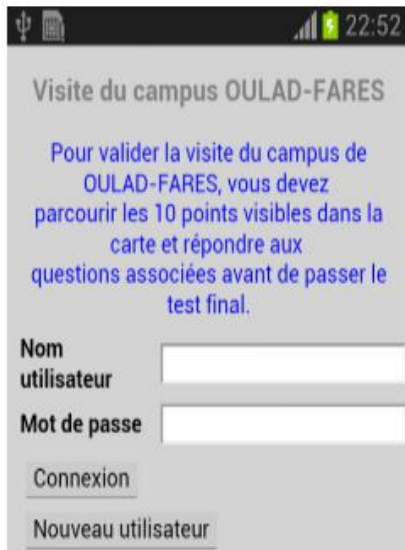 22:52
Visite du campus OULAD-FARES
Pour valider la visite du campus de
OULAD-FARES, vous devez
parcourir les 10 points visibles dans la
carte et répondre aux
questions associées avant de passer le
test final.
Nom
utilisateur
Mot de passe
Connexion
Nouveau utilisateur